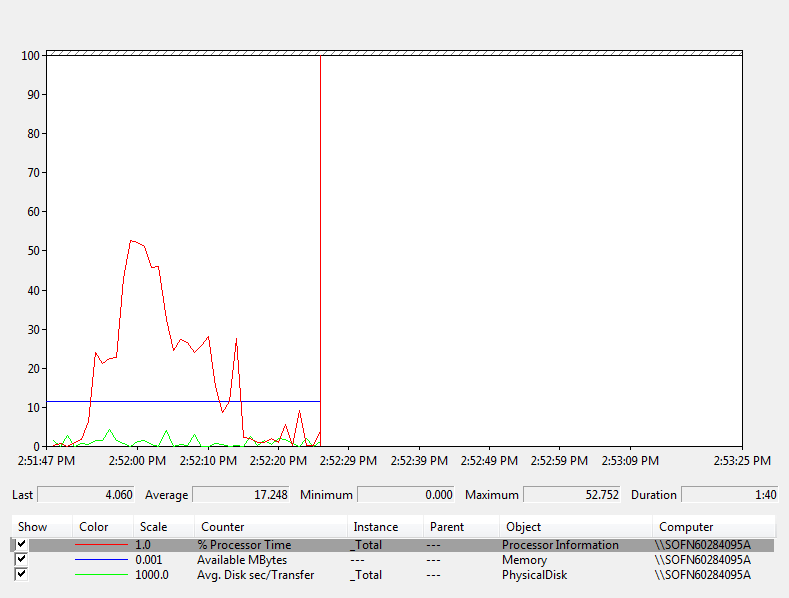 100
90
80
70
60
50
40
30
20
10
0
2:51:47 PM 2:52:00 PM 2:52:10 PM 2:52:20 PM 2:52:29 PM 2:52:39 PM 2:52:49 PM 2:52:59 PM 2:53:09 PM 2:53:25 PM
Last 4.060 Average 17.248 Minimum 0.000 Maximum 52.752 Duration 1:40
Show Color Scale Counter Instance Parent Object Computer
1.0 % Processor Time _Total --- Processor Information \\SOFN60284095A
0.001 Available MBytes --- --- Memory \\SOFN60284095A
1000.0 Avg. Disk sec/Transfer _Total --- PhysicalDisk \\SOFN60284095A